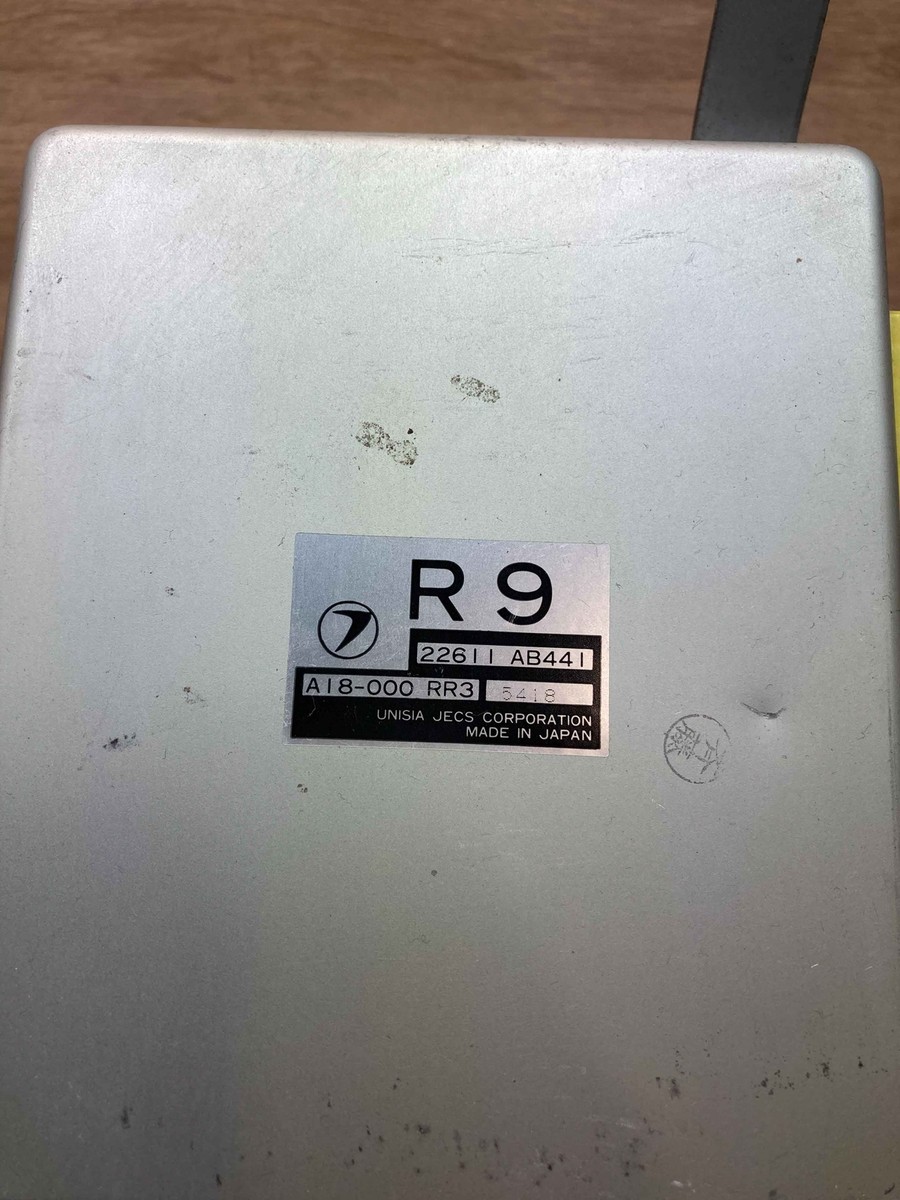 R9
22611 AB441
A18-000 RR3 5418
UNISIA JECS CORPORATION
MADE IN JAPAN